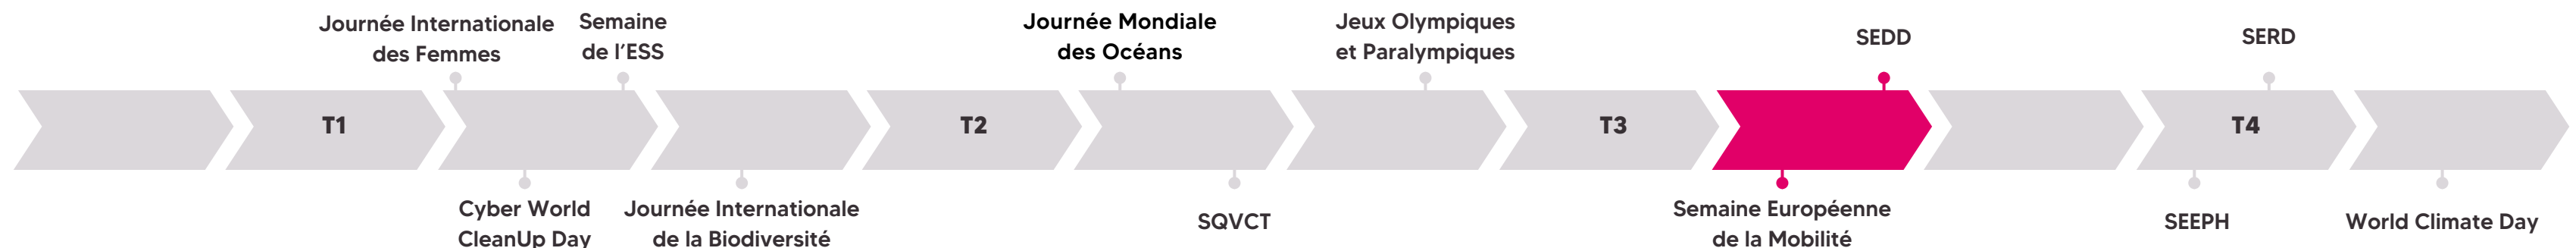 Journée Internationale
des Femmes
Semaine
de l'ESS
Journée Mondiale
des Océans
Jeux Olympiques
et Paralympiques
SEDD
SERD
T1
T2
T3
T4
Cyber World
CleanUp Day
Journée Internationale
de la Biodiversité
SQVCT
Semaine Européenne
de la Mobilité
SEEPH
World Climate Day